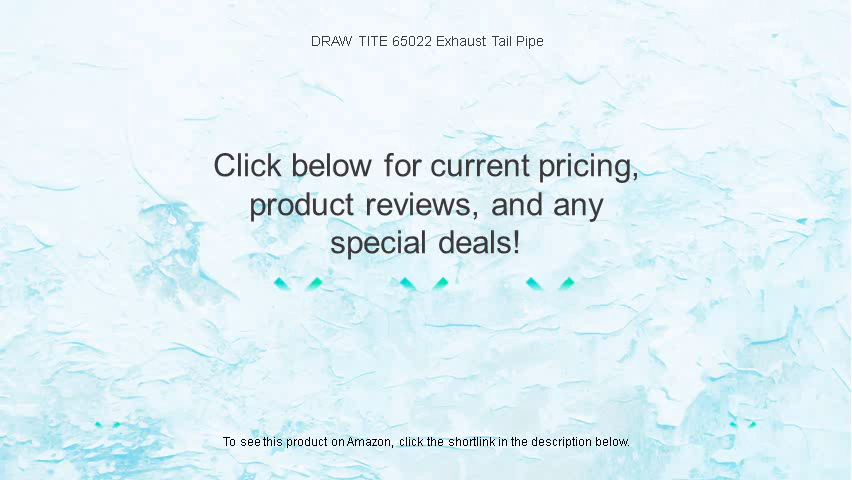 DRAW TITE 65022 Exhaust Tail Pipe
Click below for current pricing,
product reviews, and any
special deals!
To see this product on Amazon, click the shortlink in the description below.